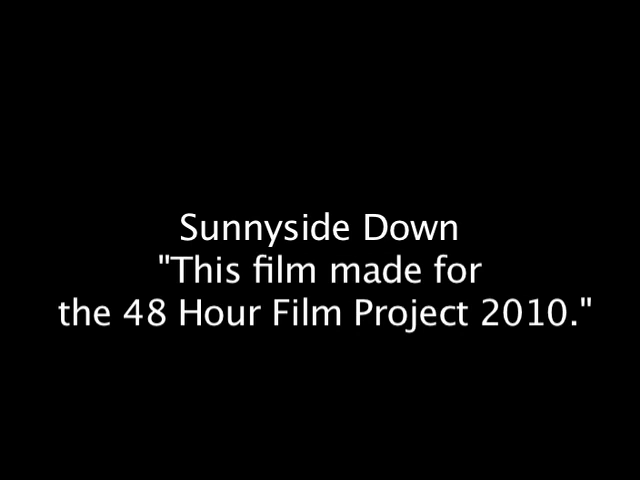 Sunnyside Down
"This film made for
the 48 Hour Film Project 2010."